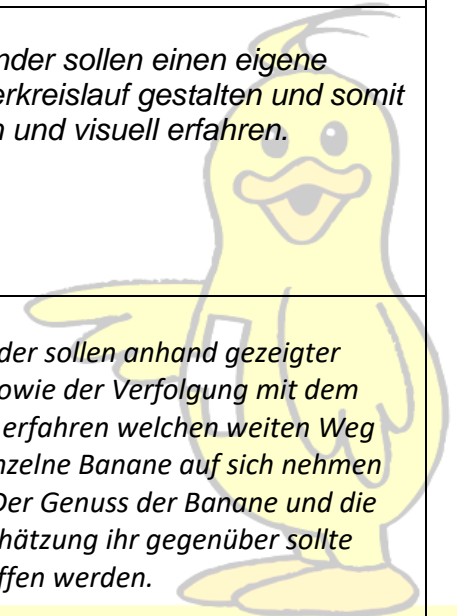 nder sollen einen eigene
erkreislauf gestalten und somit
n und visuell erfahren.
der sollen anhand gezeigter
owie der Verfolgung mit dem
erfahren welchen weiten Weg
nzelne Banane auf sich nehmen
Der Genuss der Banane und die
hätzung ihr gegenüber sollte
ffen werden.